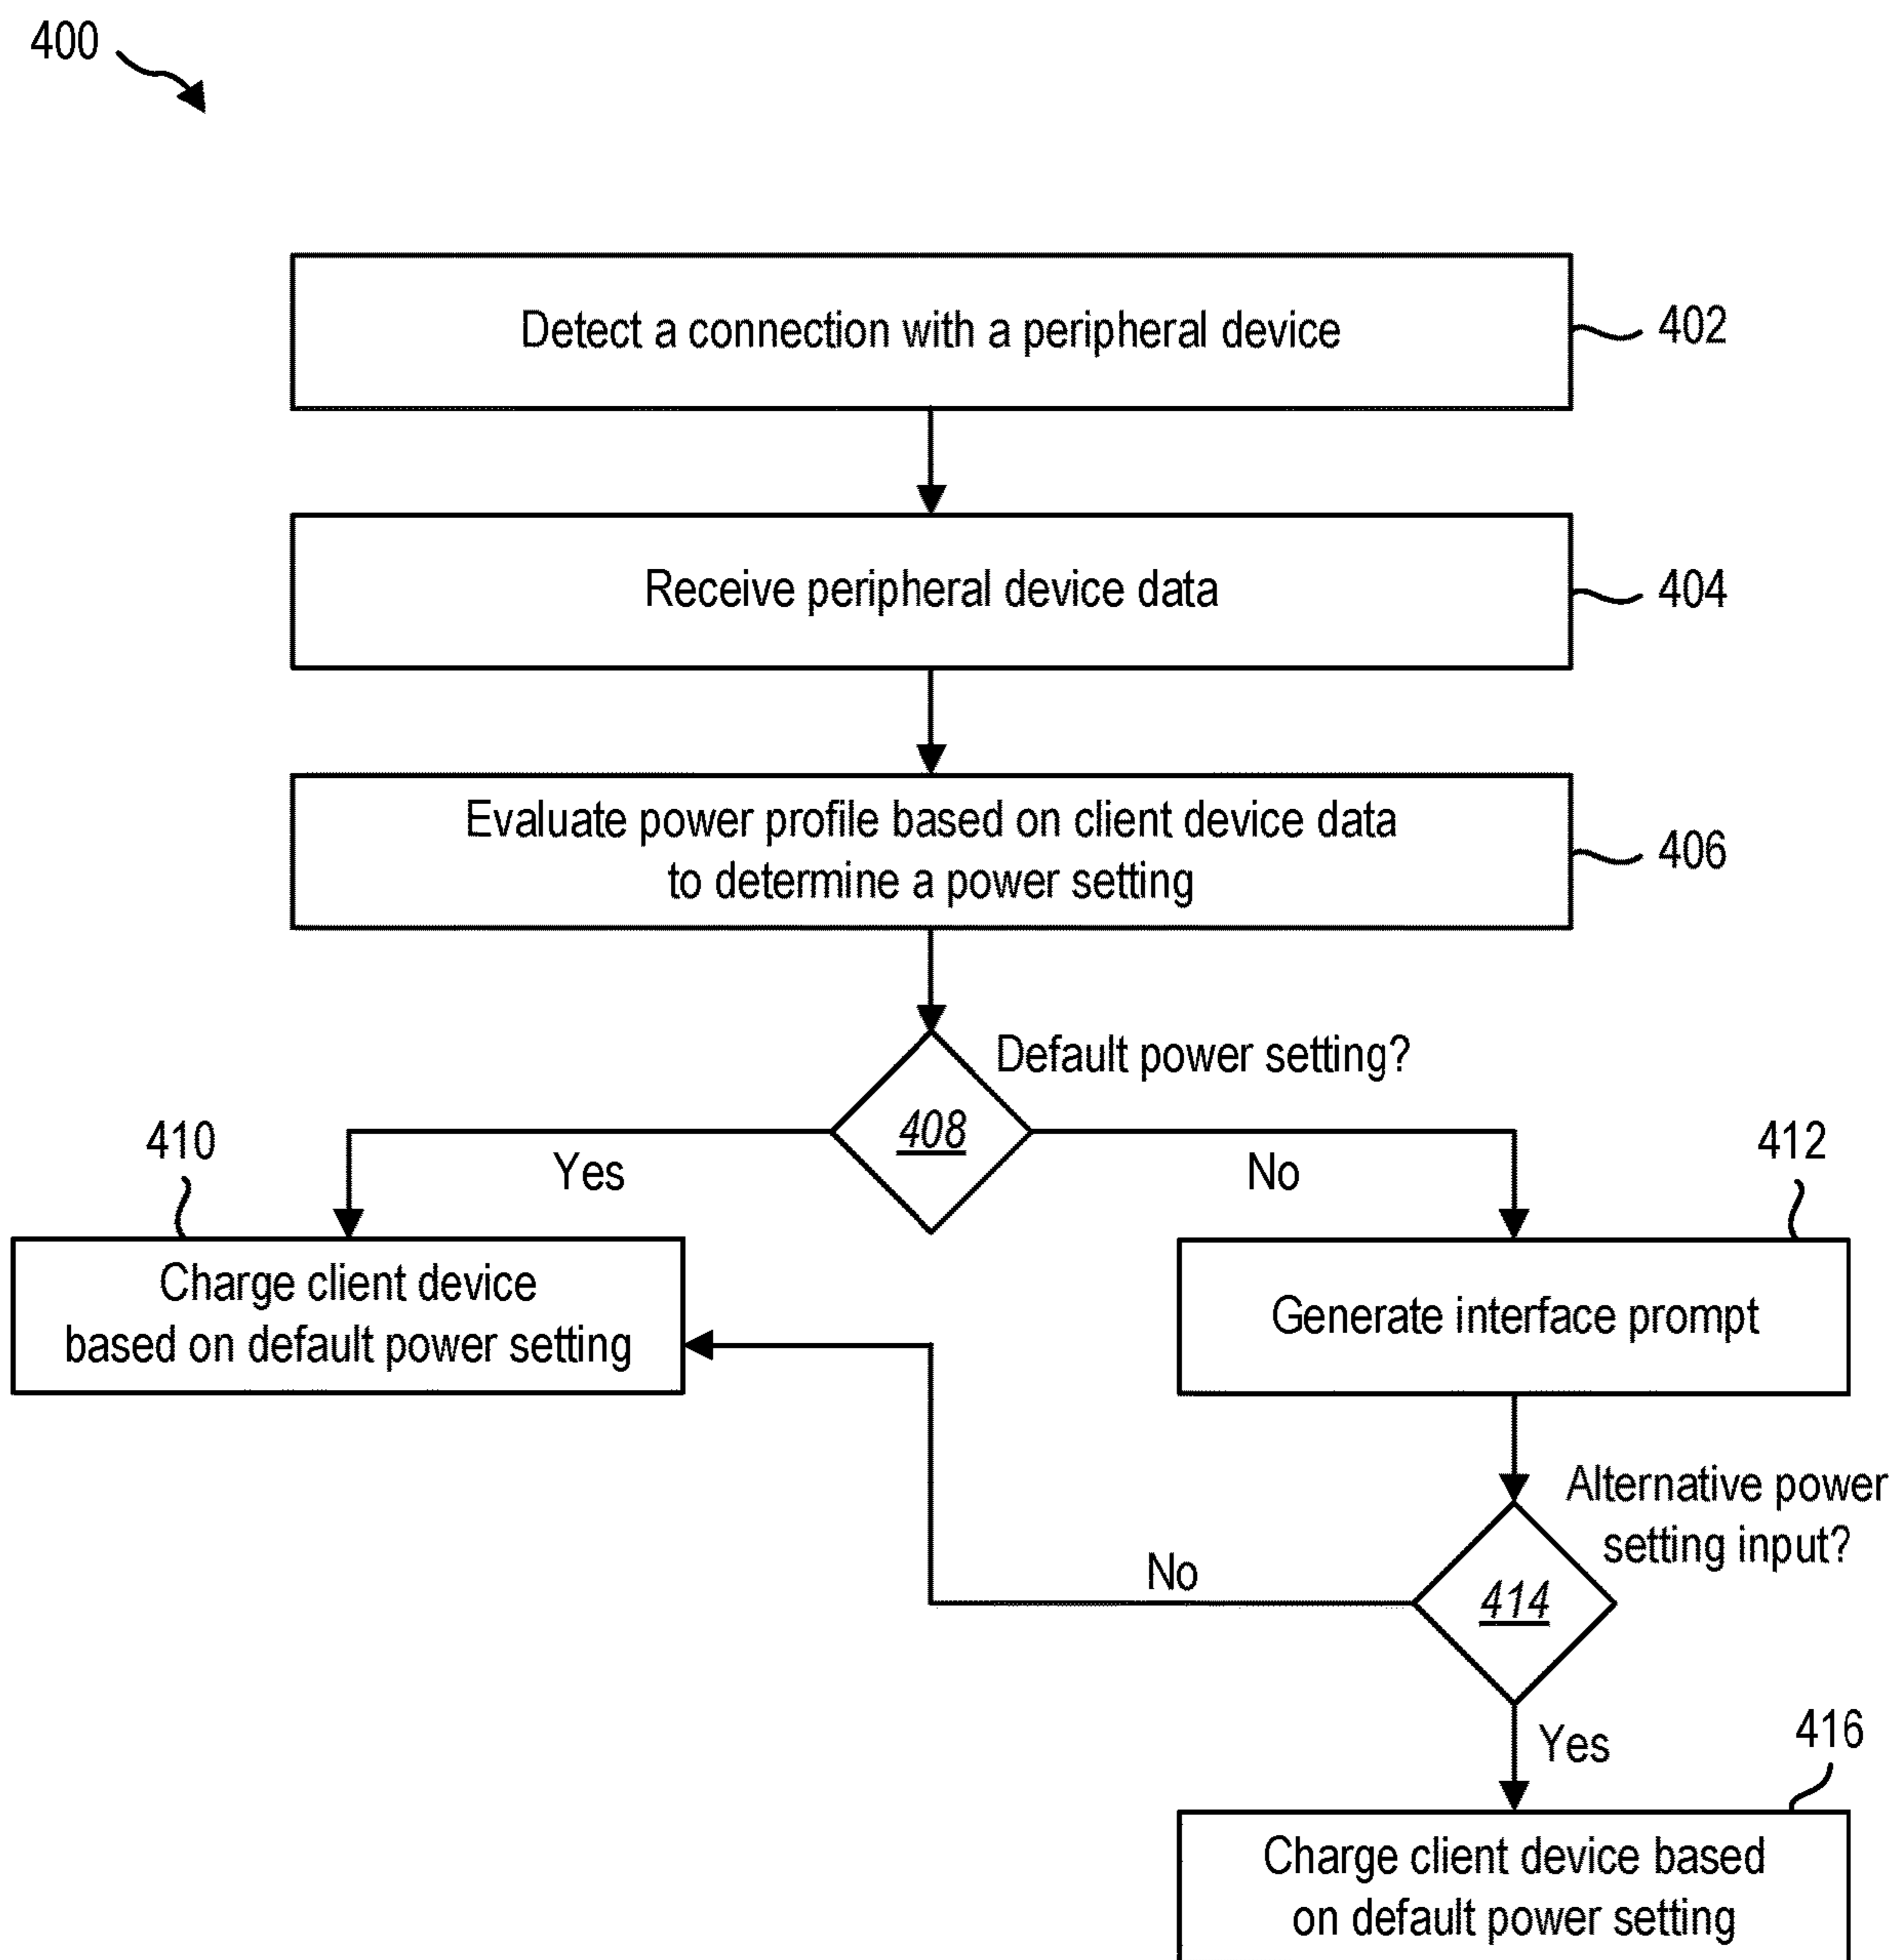 400
Detect a connection with a peripheral device
402
Receive peripheral device data
404
Evaluate power profile based on client device data
to determine a power setting
406
Default power setting?
408
Yes
No
410
412
Charge client device
based on default power setting
Generate interface prompt
Alternative power
setting input?
414
No
Yes
416
Charge client device based
on default power setting